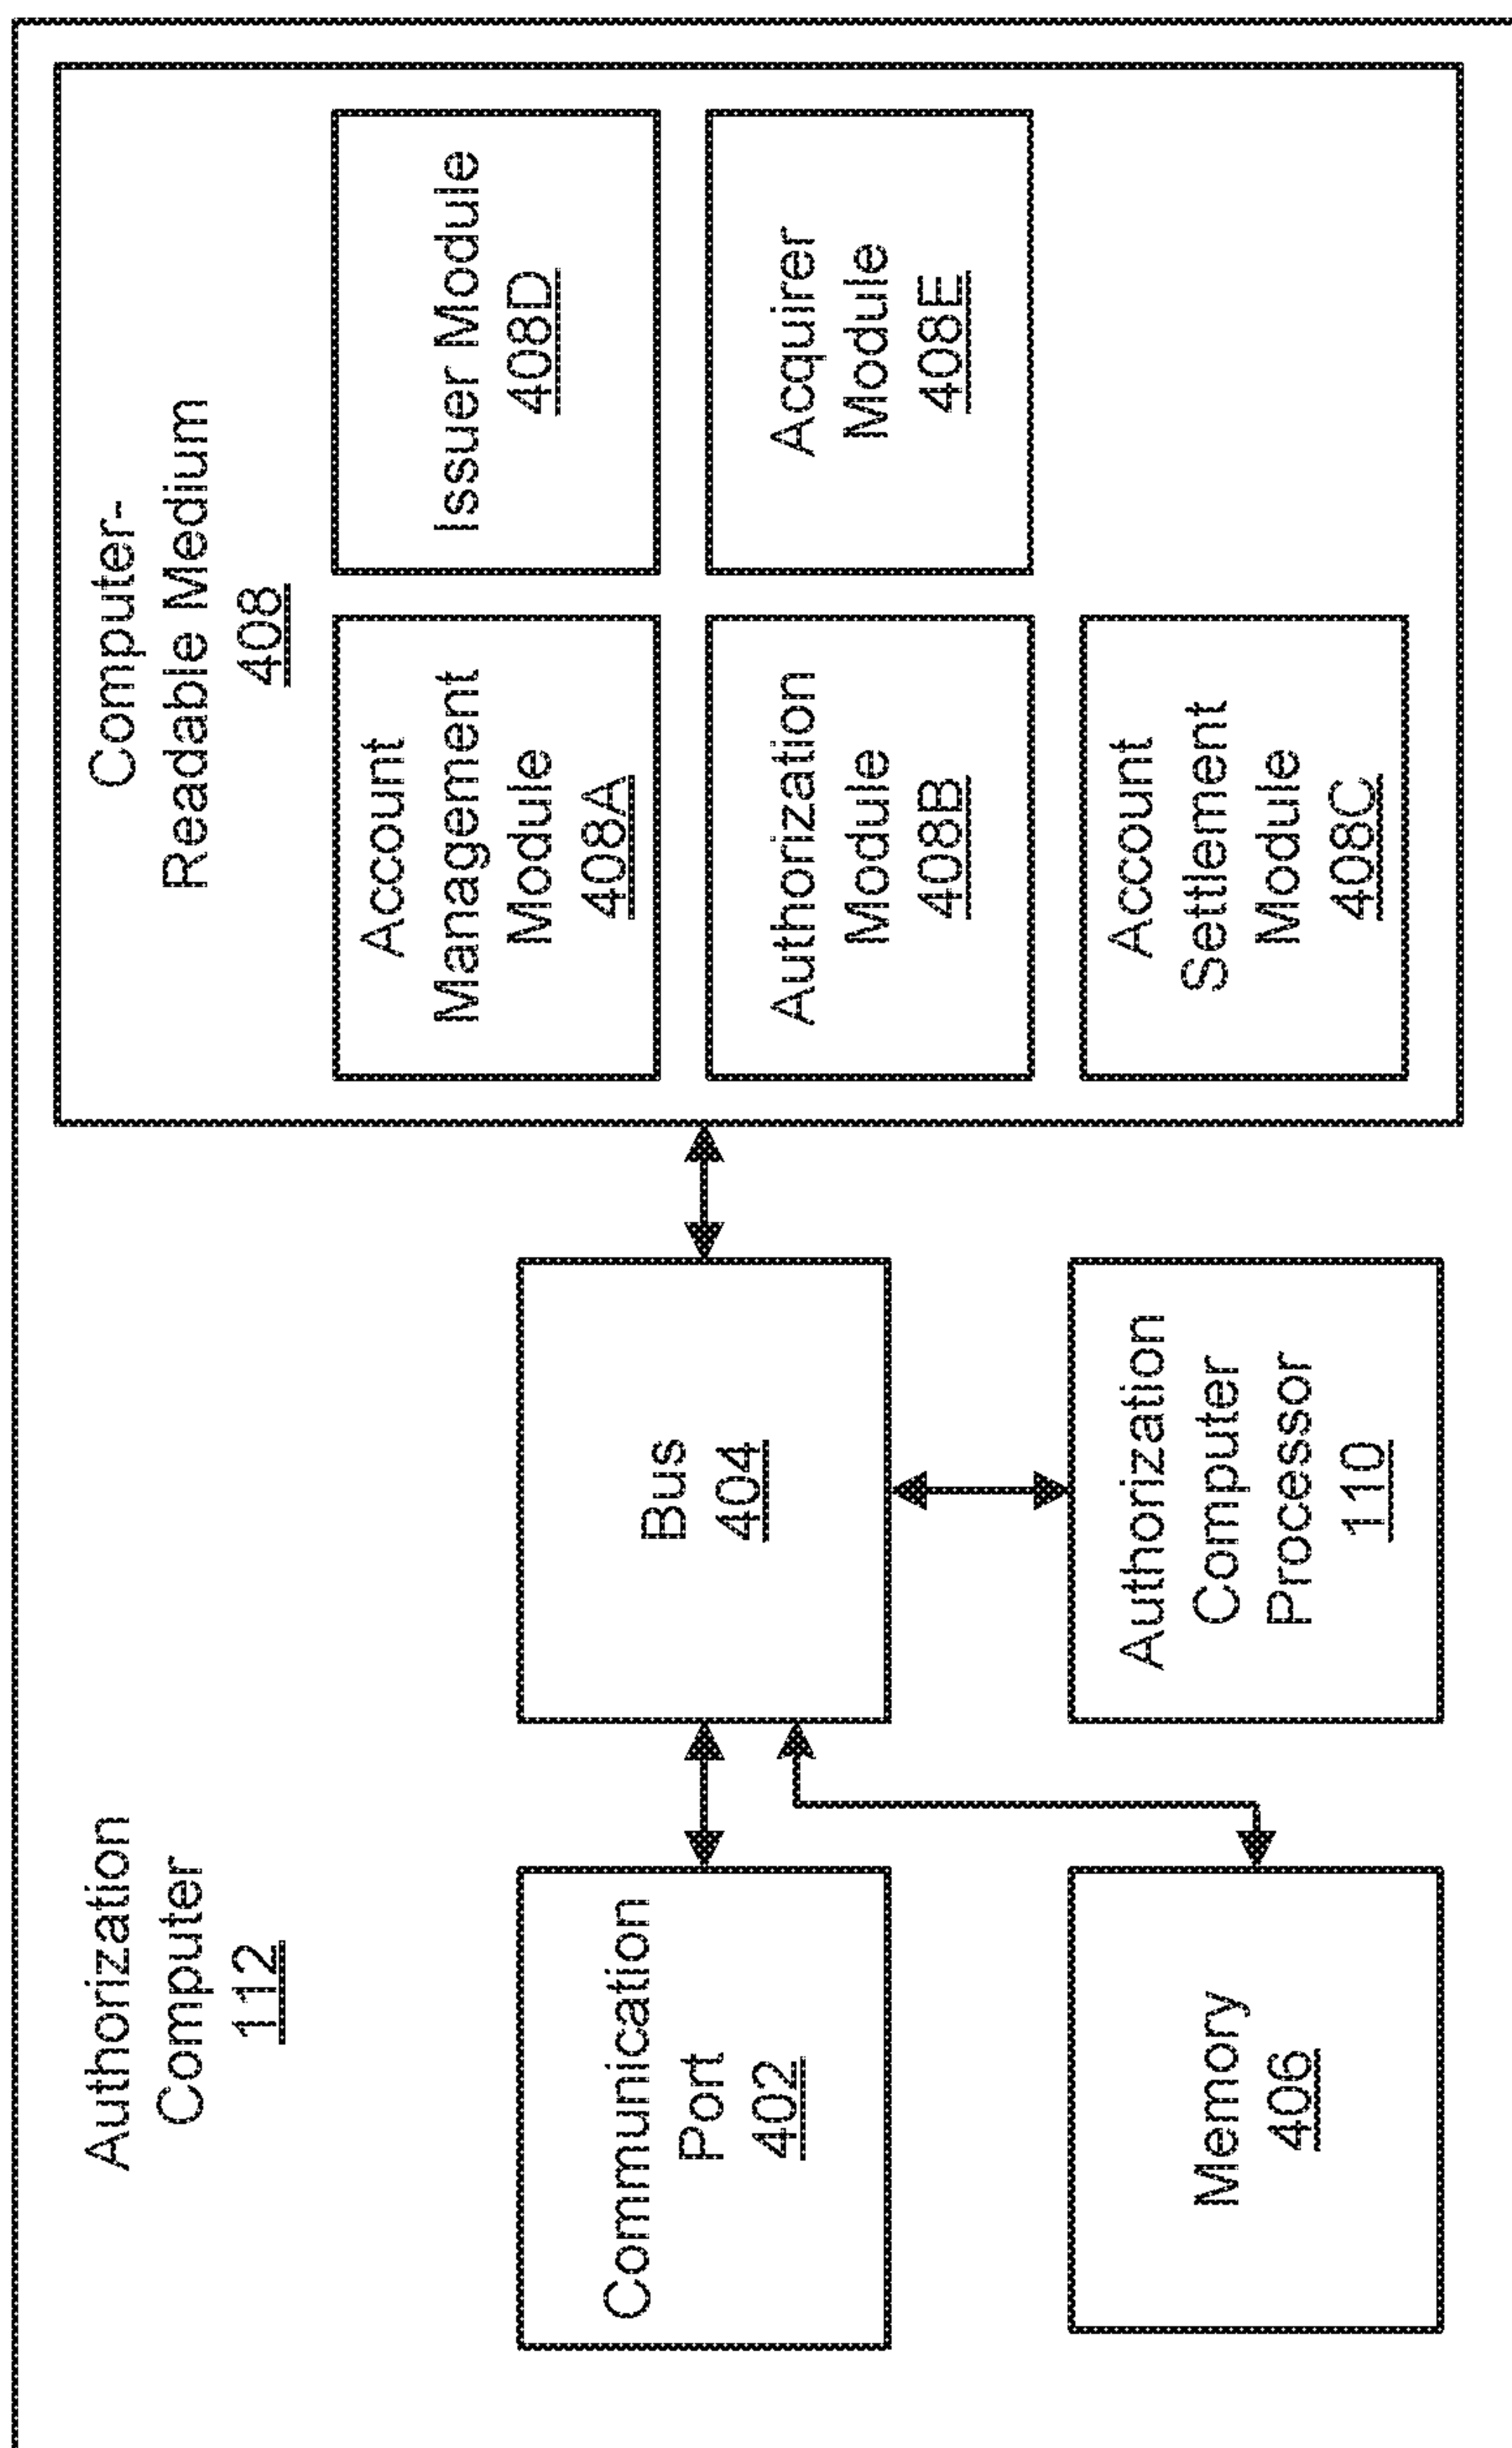 Authorization
Computer
112
Communication
Port
402
Memory
406
Bus
404
Authorization
Computer
Processor
110
Computer-
Readable Medium
408
Account
Management
Module
408A
Issuer Module
408D
Authorization
Module
408B
Acquirer
Module
408E
Account
Settlement
Module
408C